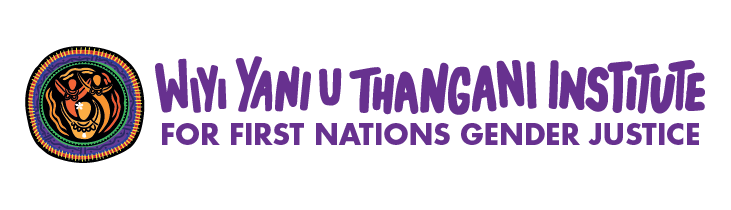 WIYI YANI U THANGANI INSTITUTE
FOR FIRST NATIONS GENDER JUSTICE